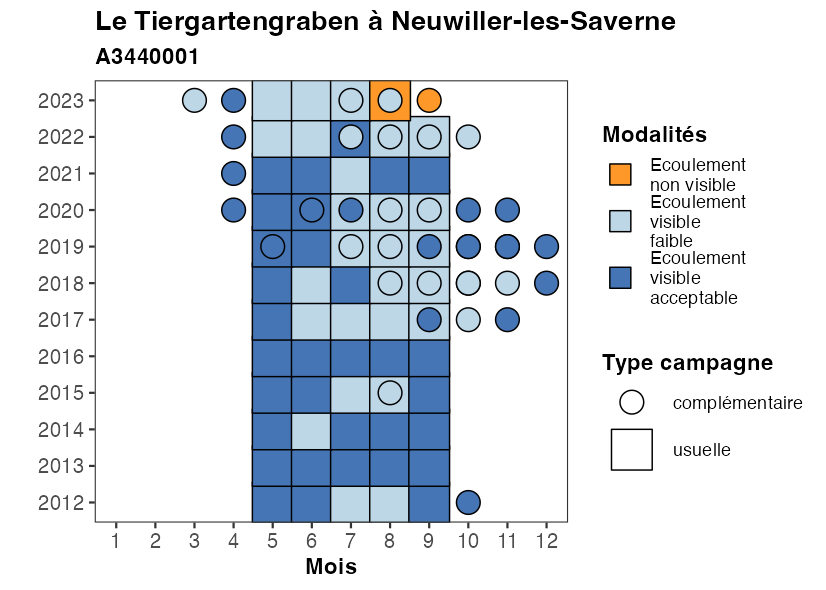 Le Tiergartengraben à Neuwiller-les-Saverne
A3440001
2023
2022
2021
2020
2019
2018
2017
2016
2015
2014
2013
2012
1 2 3 4 5 6 7 8 9 10 11 12
Mois
Modalités
Ecoulement
non visible
Ecoulement
visible
faible
Ecoulement
visible
acceptable
Type campagne
complémentaire
usuelle